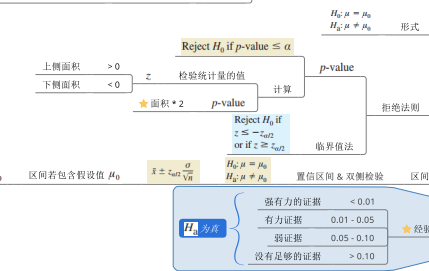 H₀: μ = μ₀
Hₐ: μ ≠ μ₀
形式
Reject H₀ if p-value ≤ α
p-value
上侧面积 > 0
下侧面积 < 0
z
检验统计量的值
计算
面积 * 2
p-value
拒绝法则
Reject H₀ if
z ≤ −z_{α/2}
or if z ≥ z_{α/2}
临界值法
区间若包含假设值 μ₀
x̄ ± z_{α/2} σ/√n
H₀: μ = μ₀
Hₐ: μ ≠ μ₀
置信区间 & 双侧检验
区间
Hₐ 为真
强有力的证据 < 0.01
有力证据 0.01 - 0.05
弱证据 0.05 - 0.10
没有足够的证据 > 0.10
经验